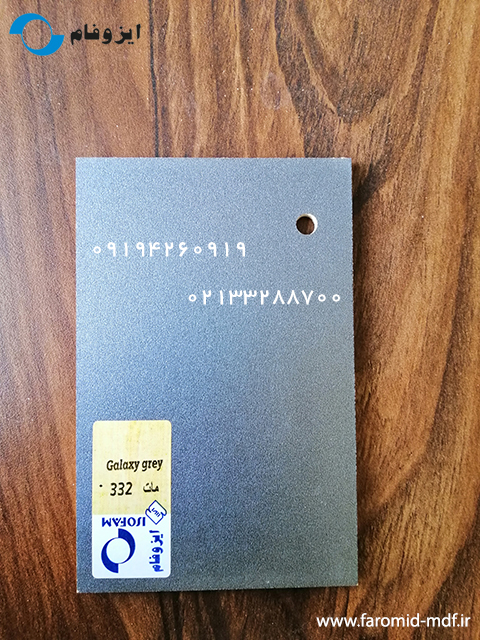 ایزوفام
۰۹۱۹۴۲۶۰۹۱۹
۰۲۱۳۳۲۸۸۷۰۰
Galaxy grey
332 مات
ISOFAM
ایزوفام
www.faromid-mdf.ir